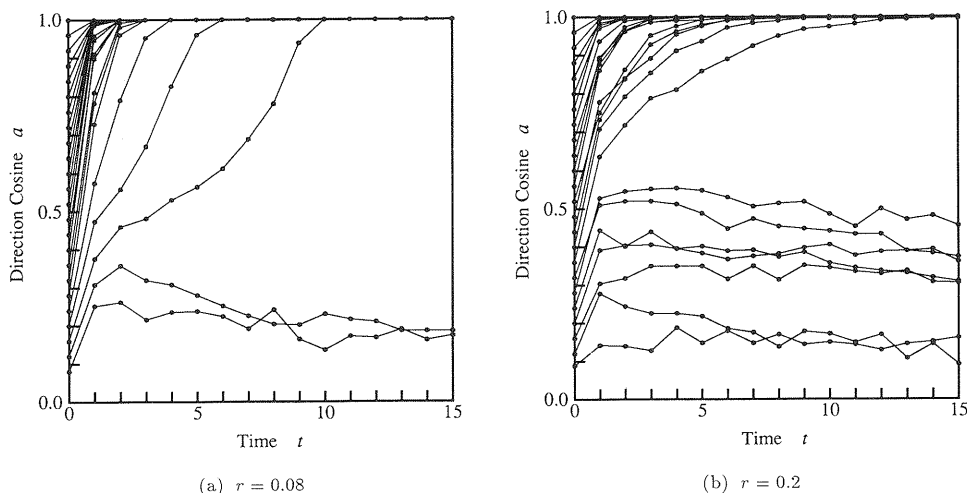 1.0
0.5
0.0
Direction Cosine a
0 5 10 15
Time t
(a) r = 0.08
1.0
0.5
0.0
Direction Cosine a
0 5 10 15
Time t
(b) r = 0.2